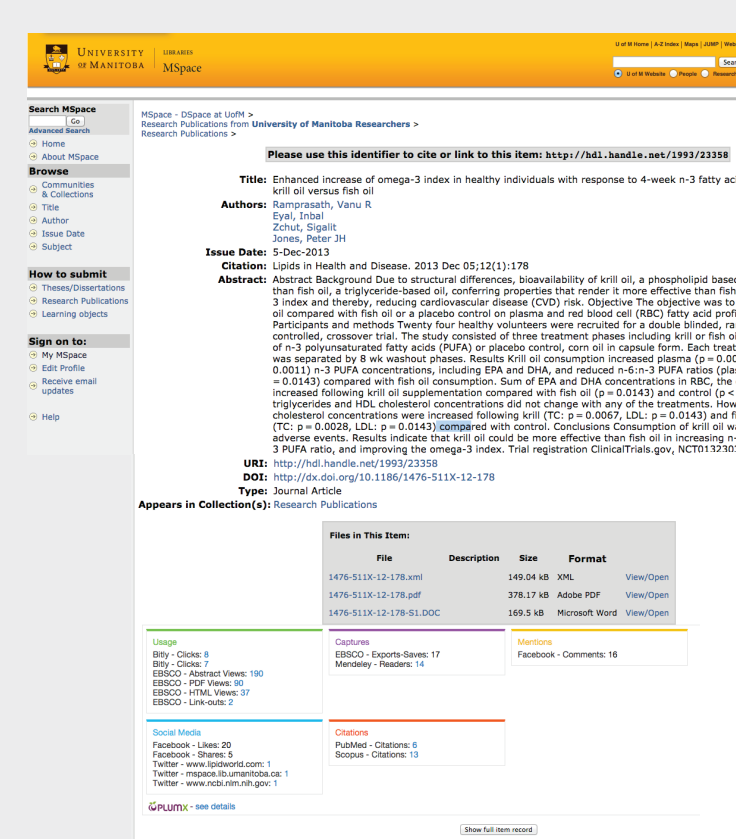 UNIVERSITY OF MANITOBA
LIBRARIES
MSpace
U of M Home | A-Z Index | Maps | JUMP | Web
U of M Website People Research
Search MSpace
Go
Advanced Search
Home
About MSpace
Browse
Communities
& Collections
Title
Author
Issue Date
Subject
How to submit
Theses/Dissertations
Research Publications
Learning objects
Sign on to:
My MSpace
Edit Profile
Receive email
updates
Help
MSpace - DSpace at UofM >
Research Publications from University of Manitoba Researchers >
Research Publications >
Please use this identifier to cite or link to this item: http://hdl.handle.net/1993/23358
Title: Enhanced increase of omega-3 index in healthy individuals with response to 4-week n-3 fatty
krill oil versus fish oil
Authors: Ramprasath, Vanu R
Eyal, Inbal
Zchut, Sigalit
Jones, Peter JH
Issue Date: 5-Dec-2013
Citation: Lipids in Health and Disease. 2013 Dec 05;12(1):178
Abstract: Abstract Background Due to structural differences, bioavailability of krill oil, a phospholipid based
than fish oil, a triglyceride-based oil, conferring properties that render it more effective than fish
3 index and thereby, reducing cardiovascular disease (CVD) risk. Objective The objective was to
oil compared with fish oil or a placebo control on plasma and red blood cell (RBC) fatty acid
Participants and methods Twenty four healthy volunteers were recruited for a double blinded,
controlled, crossover trial. The study consisted of three treatment phases including krill or fish
of n-3 polyunsaturated fatty acids (PUFA) or placebo control, corn oil in capsule form. Each
was separated by 8 wk washout phases. Results Krill oil consumption increased plasma (p = 0.00
0.0011) n-3 PUFA concentrations, including EPA and DHA, and reduced n-6:n-3 PUFA ratios
= 0.0143) compared with fish oil consumption. Sum of EPA and DHA concentrations in RBC, the
increased following krill oil supplementation compared with fish oil (p = 0.0143) and control (p <
triglycerides and HDL cholesterol concentrations did not change with any of the treatments.
cholesterol concentrations were increased following krill (TC: p = 0.0067, LDL: p = 0.0143) and
(TC: p = 0.0028, LDL: p = 0.0143) compared with control. Conclusions Consumption of krill oil
adverse events. Results indicate that krill oil could be more effective than fish oil in increasing
3 PUFA ratio, and improving the omega-3 index. Trial registration ClinicalTrials.gov, NCT0132302
URI: http://hdl.handle.net/1993/23358
DOI: http://dx.doi.org/10.1186/1476-511X-12-178
Type: Journal Article
Appears in Collection(s): Research Publications
Files in This Item:
File Description Size Format
1476-511X-12-178.xml 149.04 kB XML View/Open
1476-511X-12-178.pdf 378.17 kB Adobe PDF View/Open
1476-511X-12-178-S1.DOC 169.5 kB Microsoft Word View/Open
Usage
Bitly - Clicks: 8
Bitly - Clicks: 7
EBSCO - Abstract Views: 190
EBSCO - PDF Views: 90
EBSCO - HTML Views: 37
EBSCO - Link-outs: 2
Captures
EBSCO - Exports-Saves: 17
Mendeley - Readers: 14
Mentions
Facebook - Comments: 16
Social Media
Facebook - Likes: 20
Facebook - Shares: 5
Twitter - www.lipidworld.com: 1
Twitter - mspace.lib.umanitoba.ca: 1
Twitter - www.ncbi.nlm.nih.gov: 1
Citations
PubMed - Citations: 6
Scopus - Citations: 13
PLUMX - see details
Show full item record